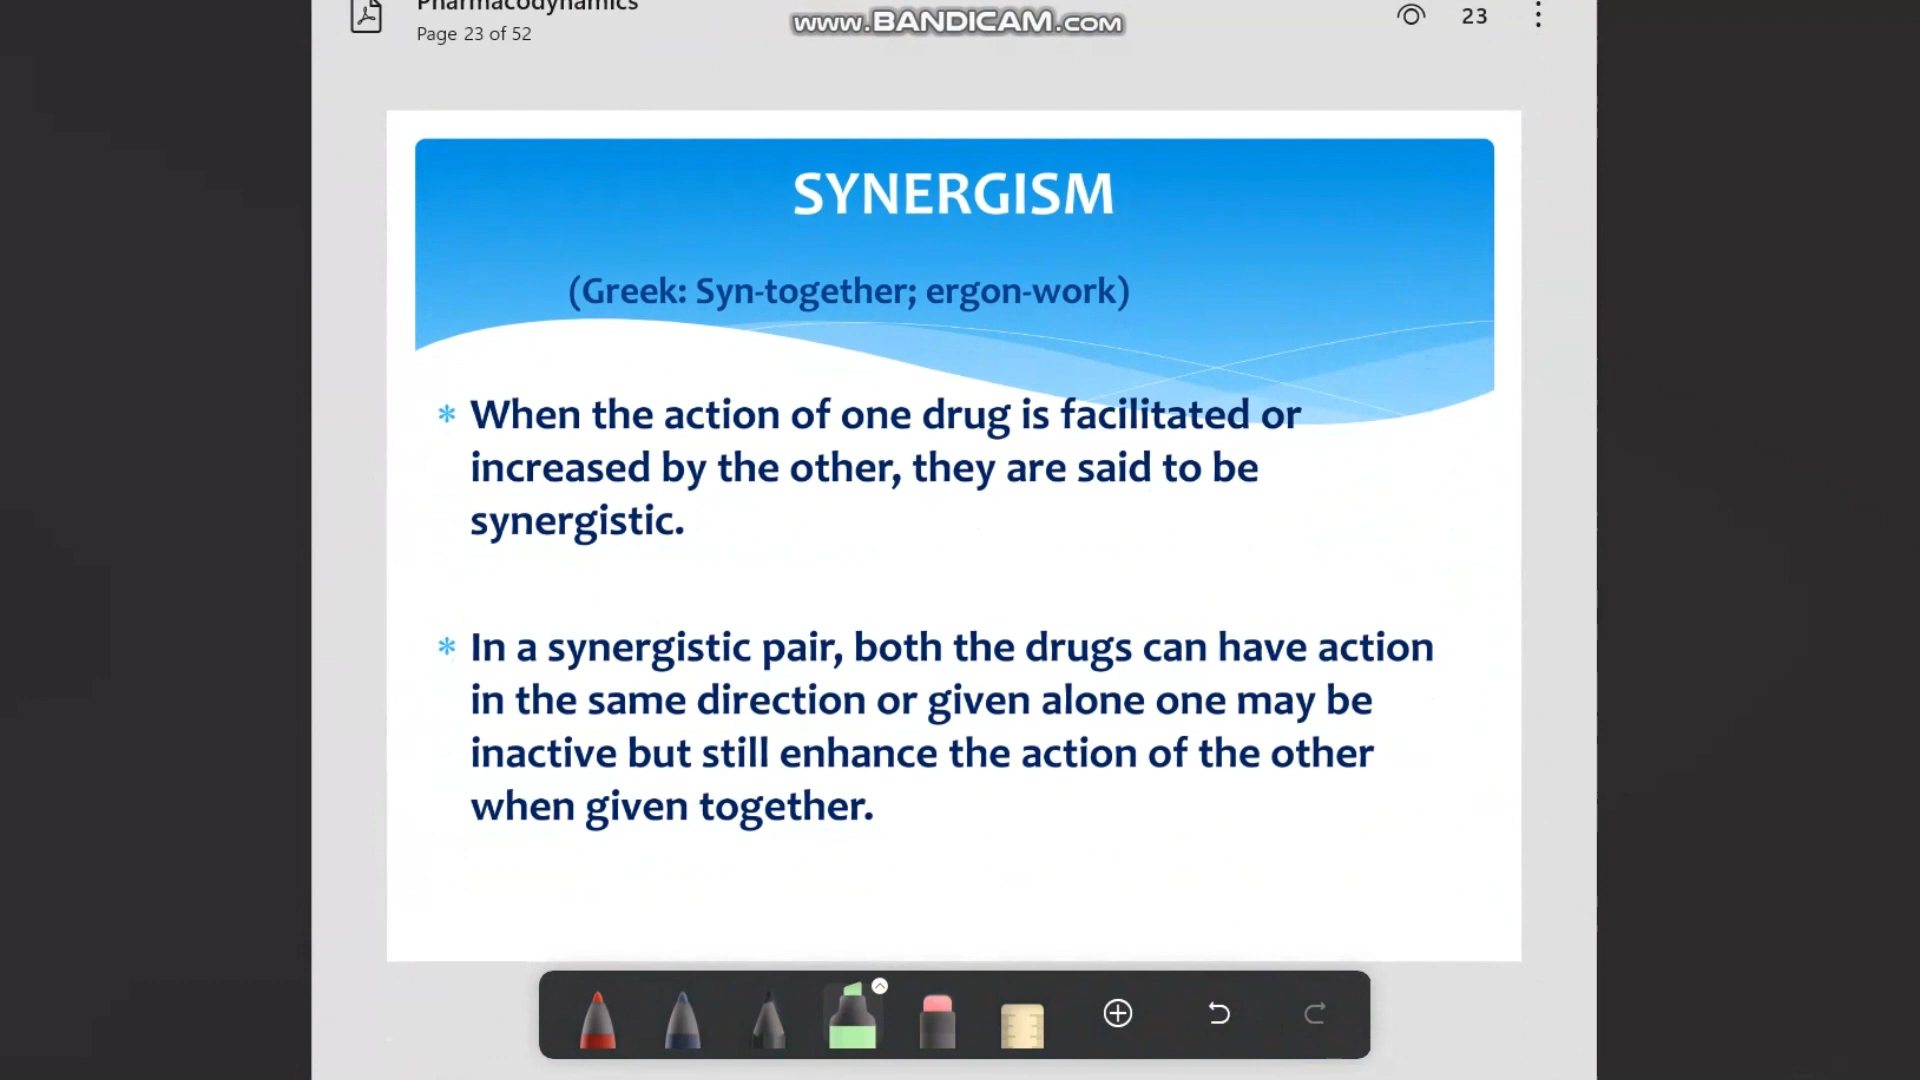 Pharmacodynamics
www.BANDICAM.com
23
Page 23 of 52
SYNERGISM
(Greek: Syn-together; ergon-work)
* When the action of one drug is facilitated or
increased by the other, they are said to be
synergistic.
* In a synergistic pair, both the drugs can have action
in the same direction or given alone one may be
inactive but still enhance the action of the other
when given together.